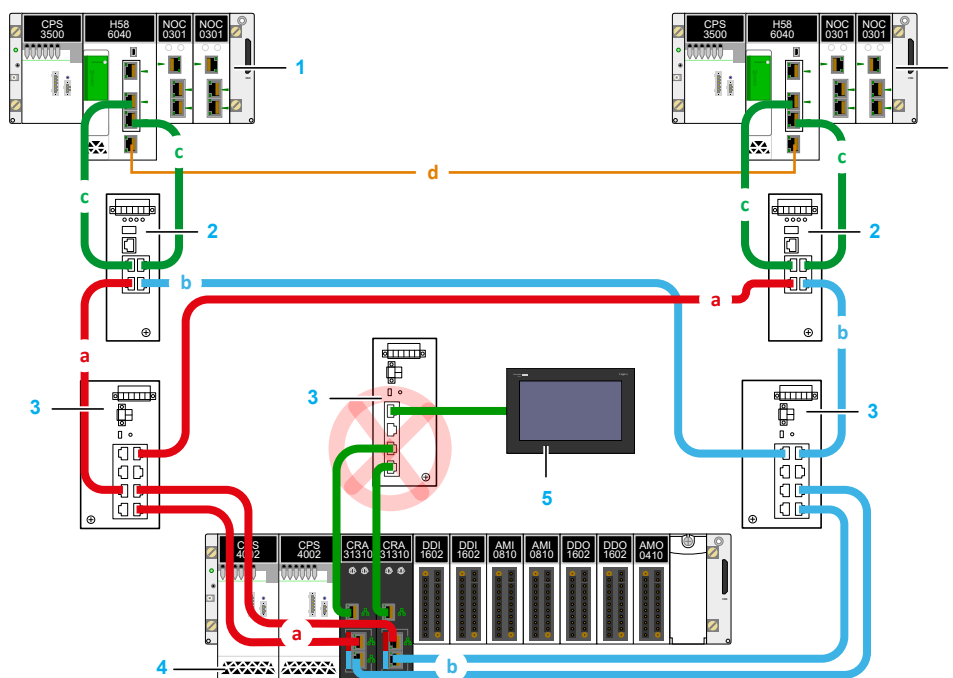 CPS 3500
H58 6040
NOC 0301
NOC 0301
CPS 3500
H58 6040
NOC 0301
NOC 0301
1
c
c
d
c
c
2
2
b
a
b
a
3
3
3
5
CPS 4002
CPS 4002
CRA 31310
CRA 31310
DDI 1602
DDI 1602
AMI 0810
AMI 0810
DDO 1602
DDO 1602
AMO 0410
a
4
b